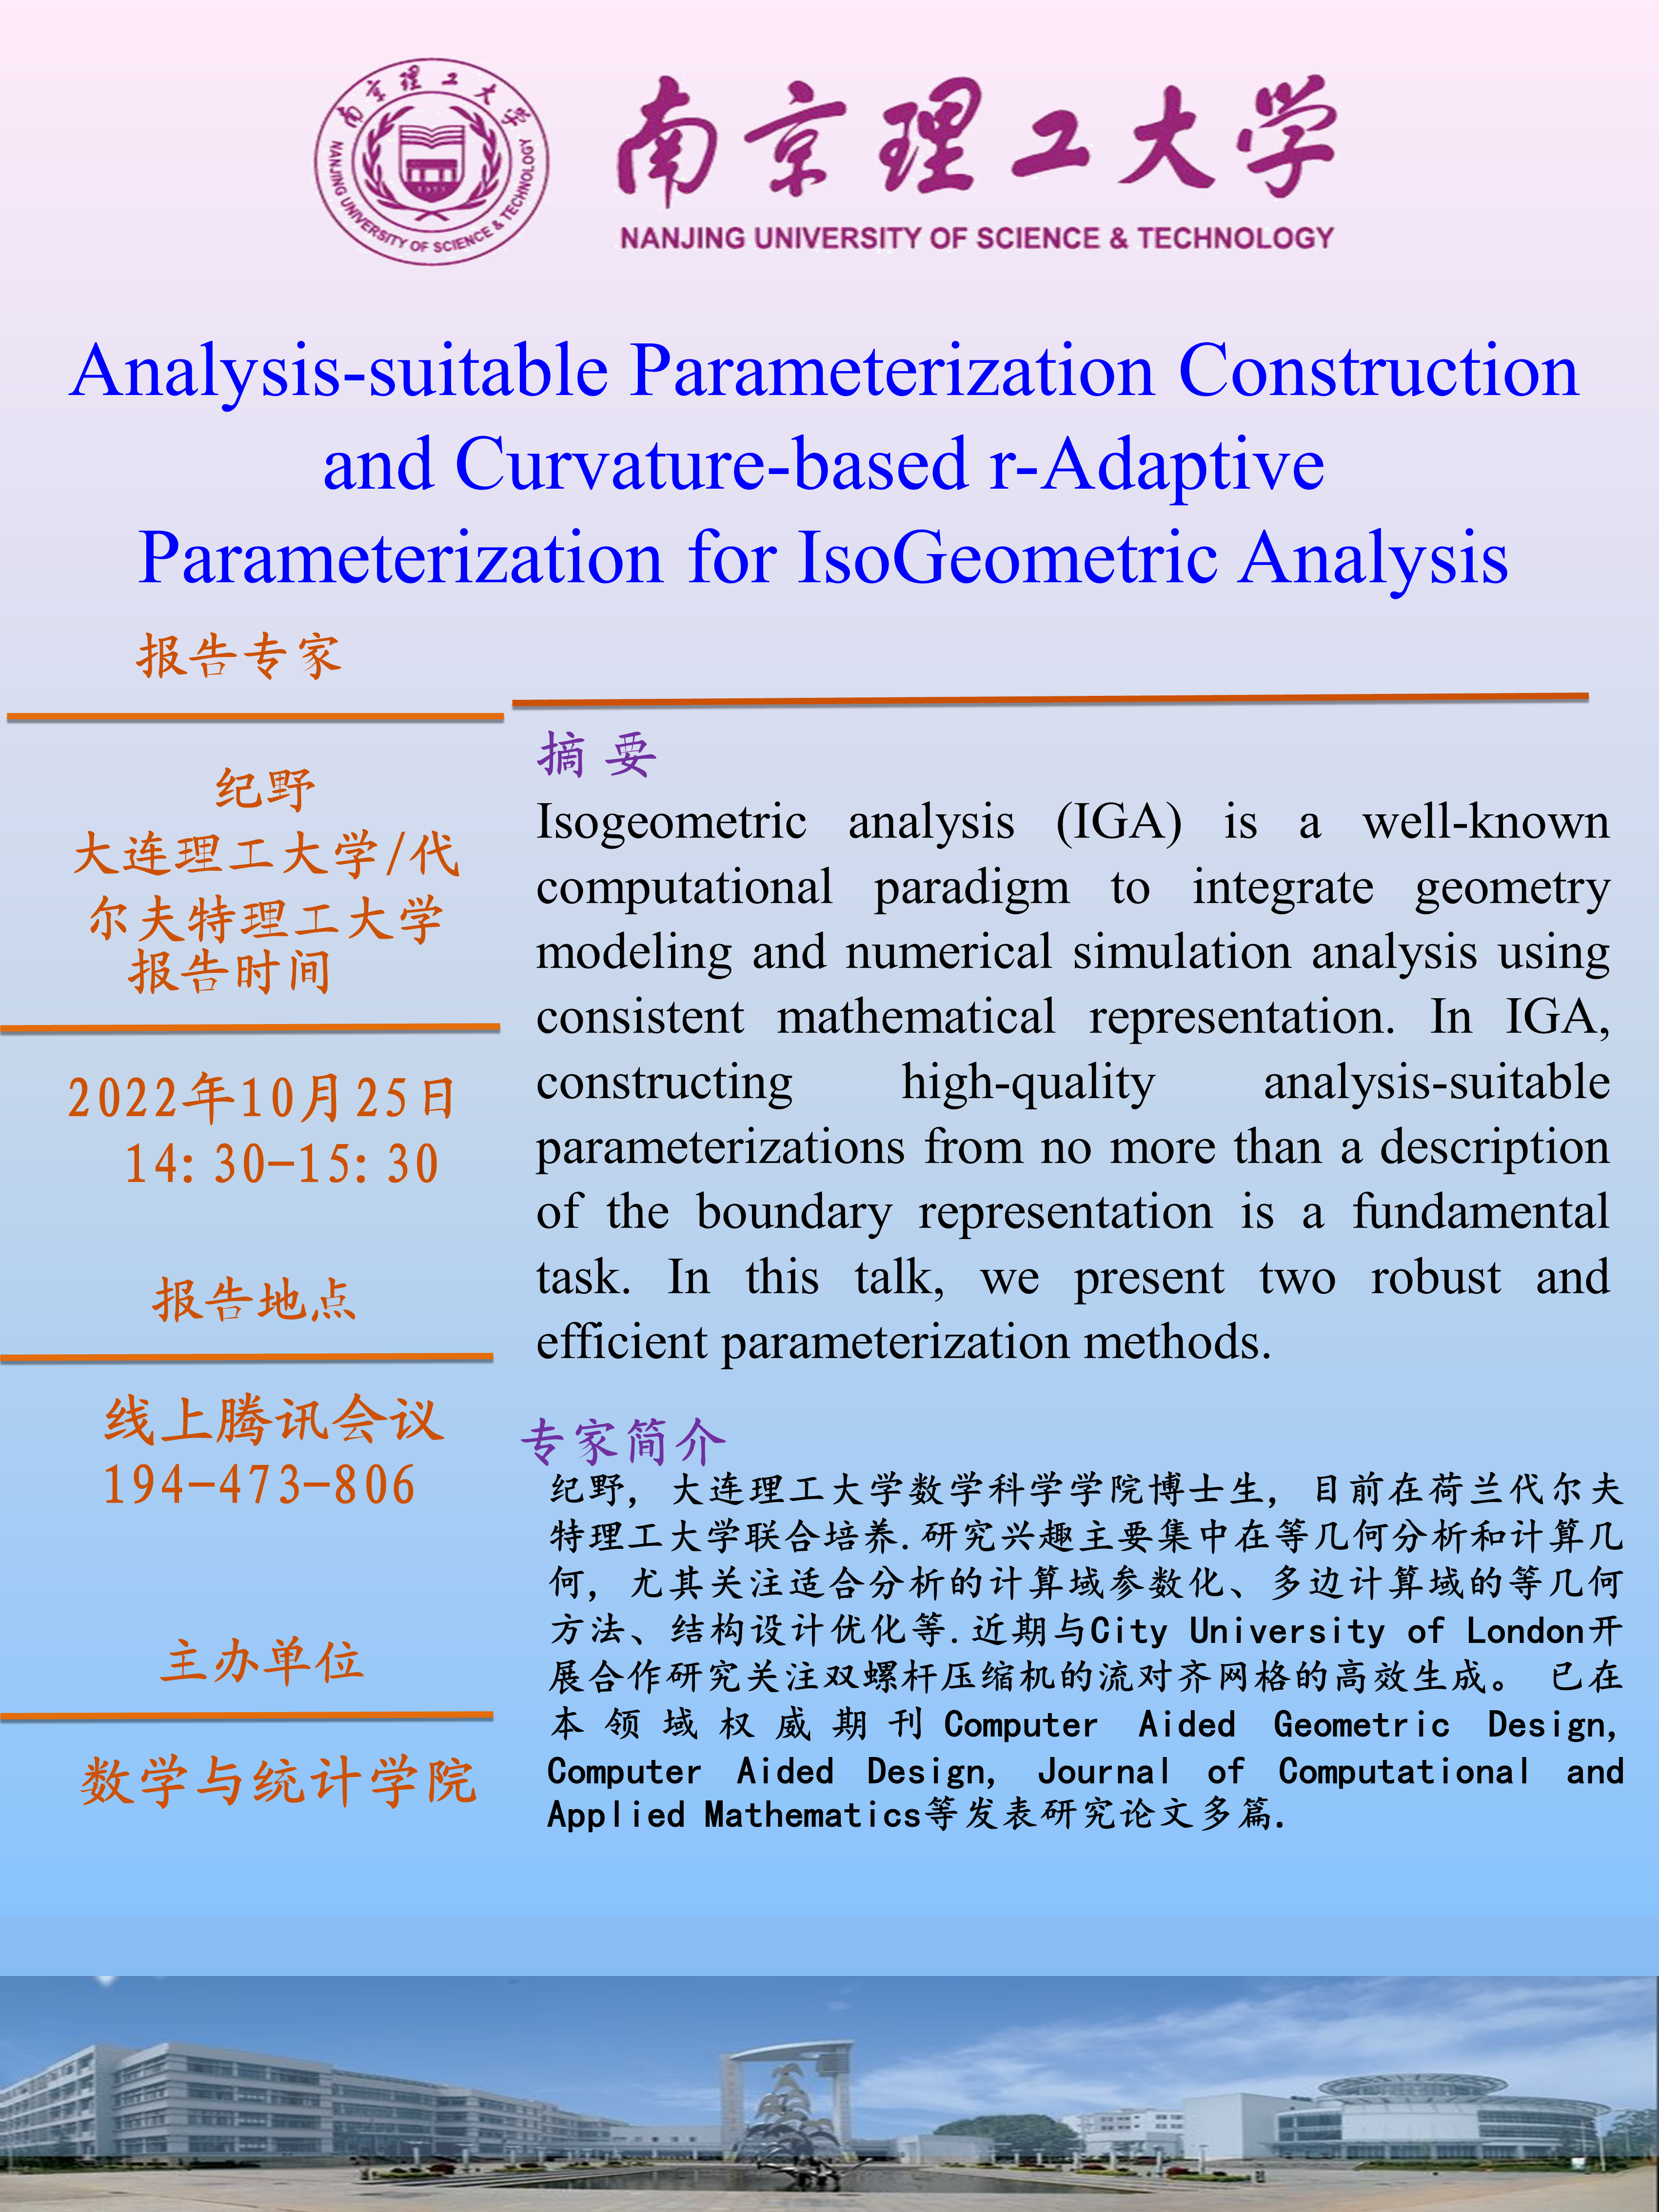 南京理工大学
NANJING UNIVERSITY OF SCIENCE & TECHNOLOGY
1953
南京理工大学
NANJING UNIVERSITY OF SCIENCE & TECHNOLOGY
Analysis-suitable Parameterization Construction
and Curvature-based r-Adaptive
Parameterization for IsoGeometric Analysis
报告专家
纪野
大连理工大学/代
尔夫特理工大学
报告时间
2022年10月25日
14: 30-15: 30
报告地点
线上腾讯会议
194-473-806
主办单位
数学与统计学院
摘 要
Isogeometric analysis (IGA) is a well-known
computational paradigm to integrate geometry
modeling and numerical simulation analysis using
consistent mathematical representation. In IGA,
constructing high-quality analysis-suitable
parameterizations from no more than a description
of the boundary representation is a fundamental
task. In this talk, we present two robust and
efficient parameterization methods.
专家简介
纪野, 大连理工大学数学科学学院博士生, 目前在荷兰代尔夫
特理工大学联合培养.研究兴趣主要集中在等几何分析和计算几
何, 尤其关注适合分析的计算域参数化、多边计算域的等几何
方法、结构设计优化等.近期与City University of London开
展合作研究关注双螺杆压缩机的流对齐网格的高效生成。 已在
本领域权威期刊Computer Aided Geometric Design,
Computer Aided Design, Journal of Computational and
Applied Mathematics等发表研究论文多篇.